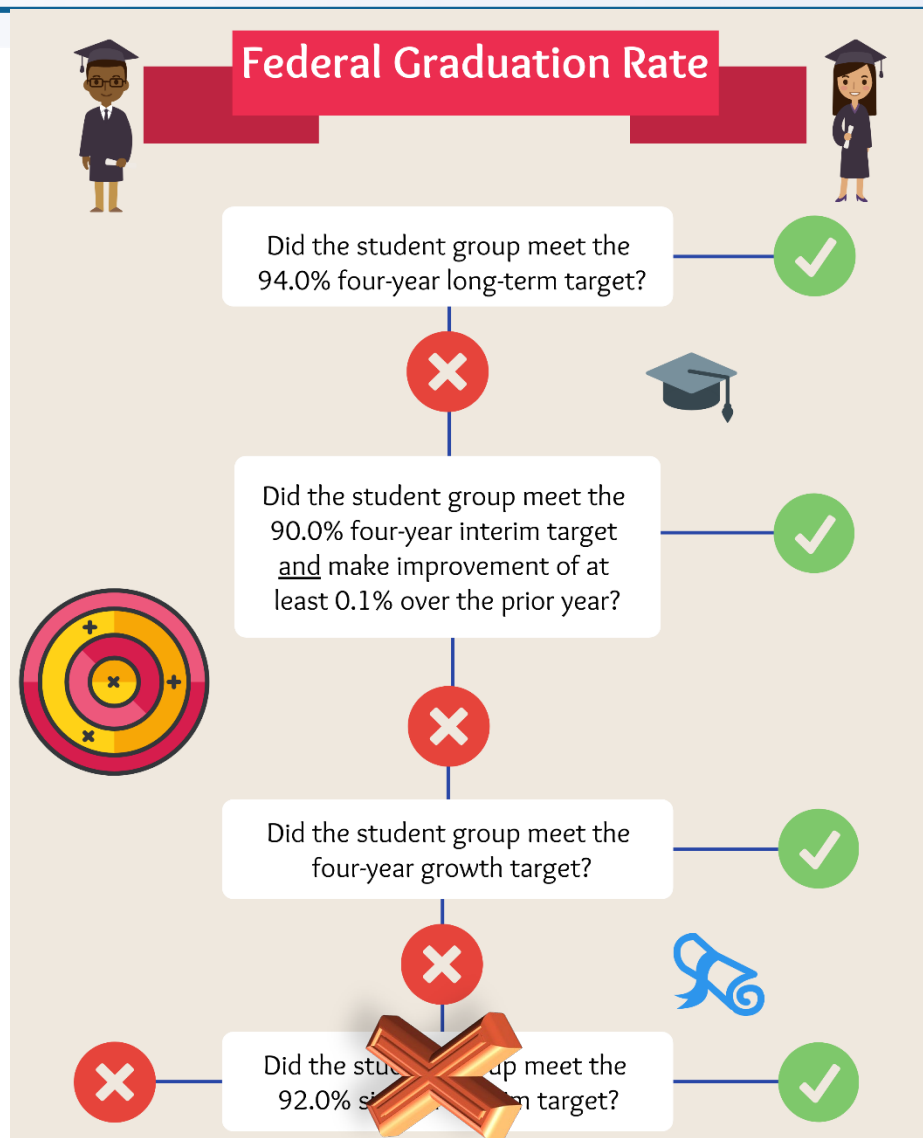 Federal Graduation Rate
Did the student group meet the
94.0% four-year long-term target?
Did the student group meet the
90.0% four-year interim target
and make improvement of at
least 0.1% over the prior year?
Did the student group meet the
four-year growth target?
Did the meet the
92.0% target?